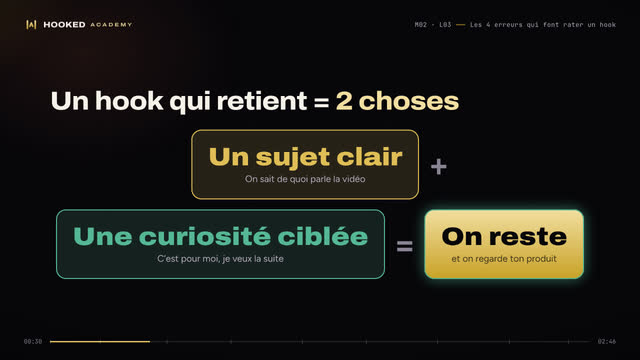 HOOKED ACADEMY
M02 · L03 — Les 4 erreurs qui font rater un hook
Un hook qui retient = 2 choses
Un sujet clair
On sait de quoi parle la vidéo
+
Une curiosité ciblée
C'est pour moi, je veux la suite
=
On reste
et on regarde ton produit
00:30
02:46